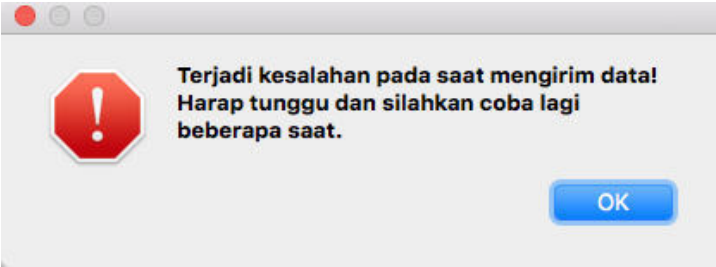 Terjadi kesalahan pada saat mengirim data!
Harap tunggu dan silahkan coba lagi
beberapa saat.
OK